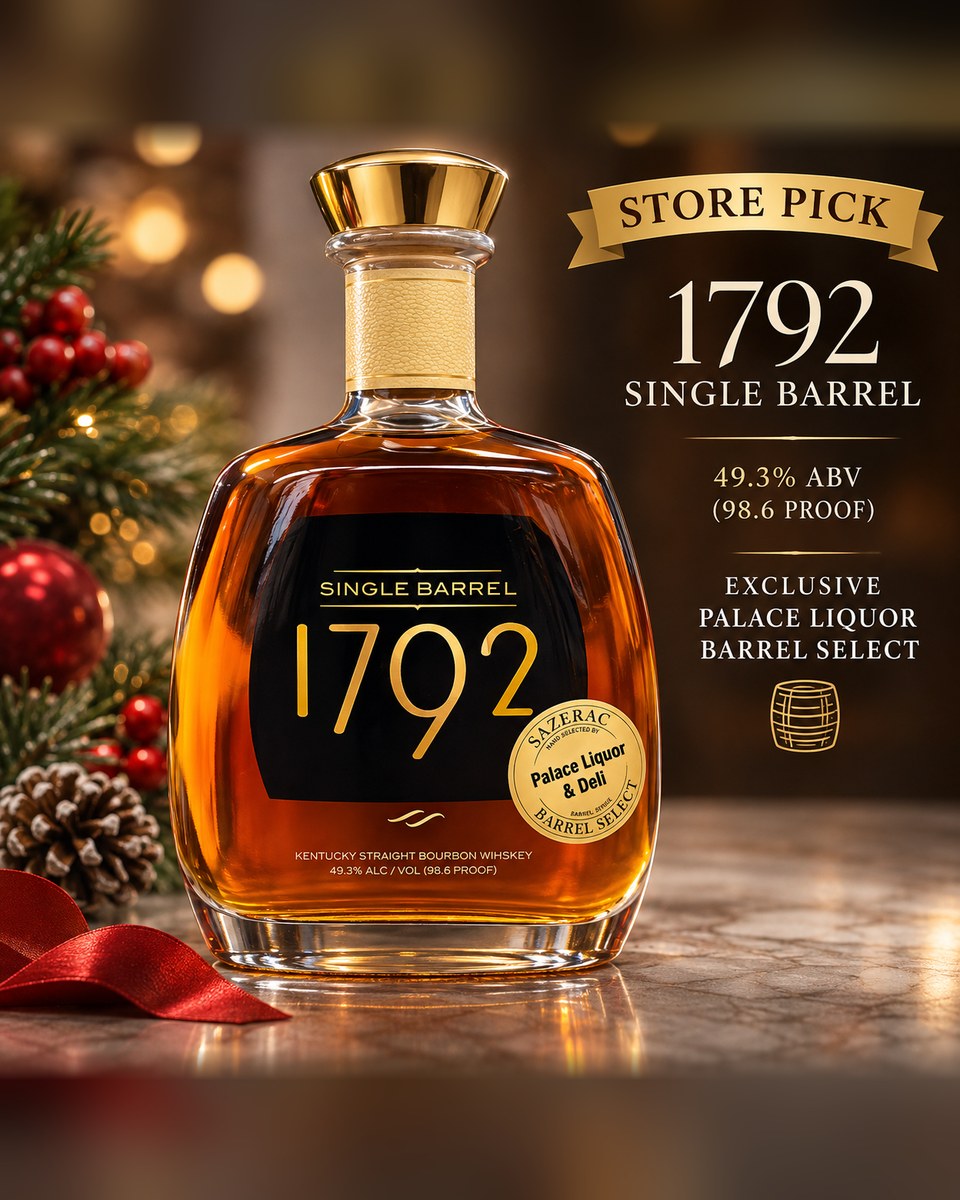 STORE PICK
1792
SINGLE BARREL
49.3% ABV
(98.6 PROOF)
EXCLUSIVE
PALACE LIQUOR
BARREL SELECT
SINGLE BARREL
1792
SAZERAC
HAND SELECTED BY
Palace Liquor
& Deli
BARREL SELECT
KENTUCKY STRAIGHT BOURBON WIHSKEY
49.3% ALC / VOL (98.6 PROOF)